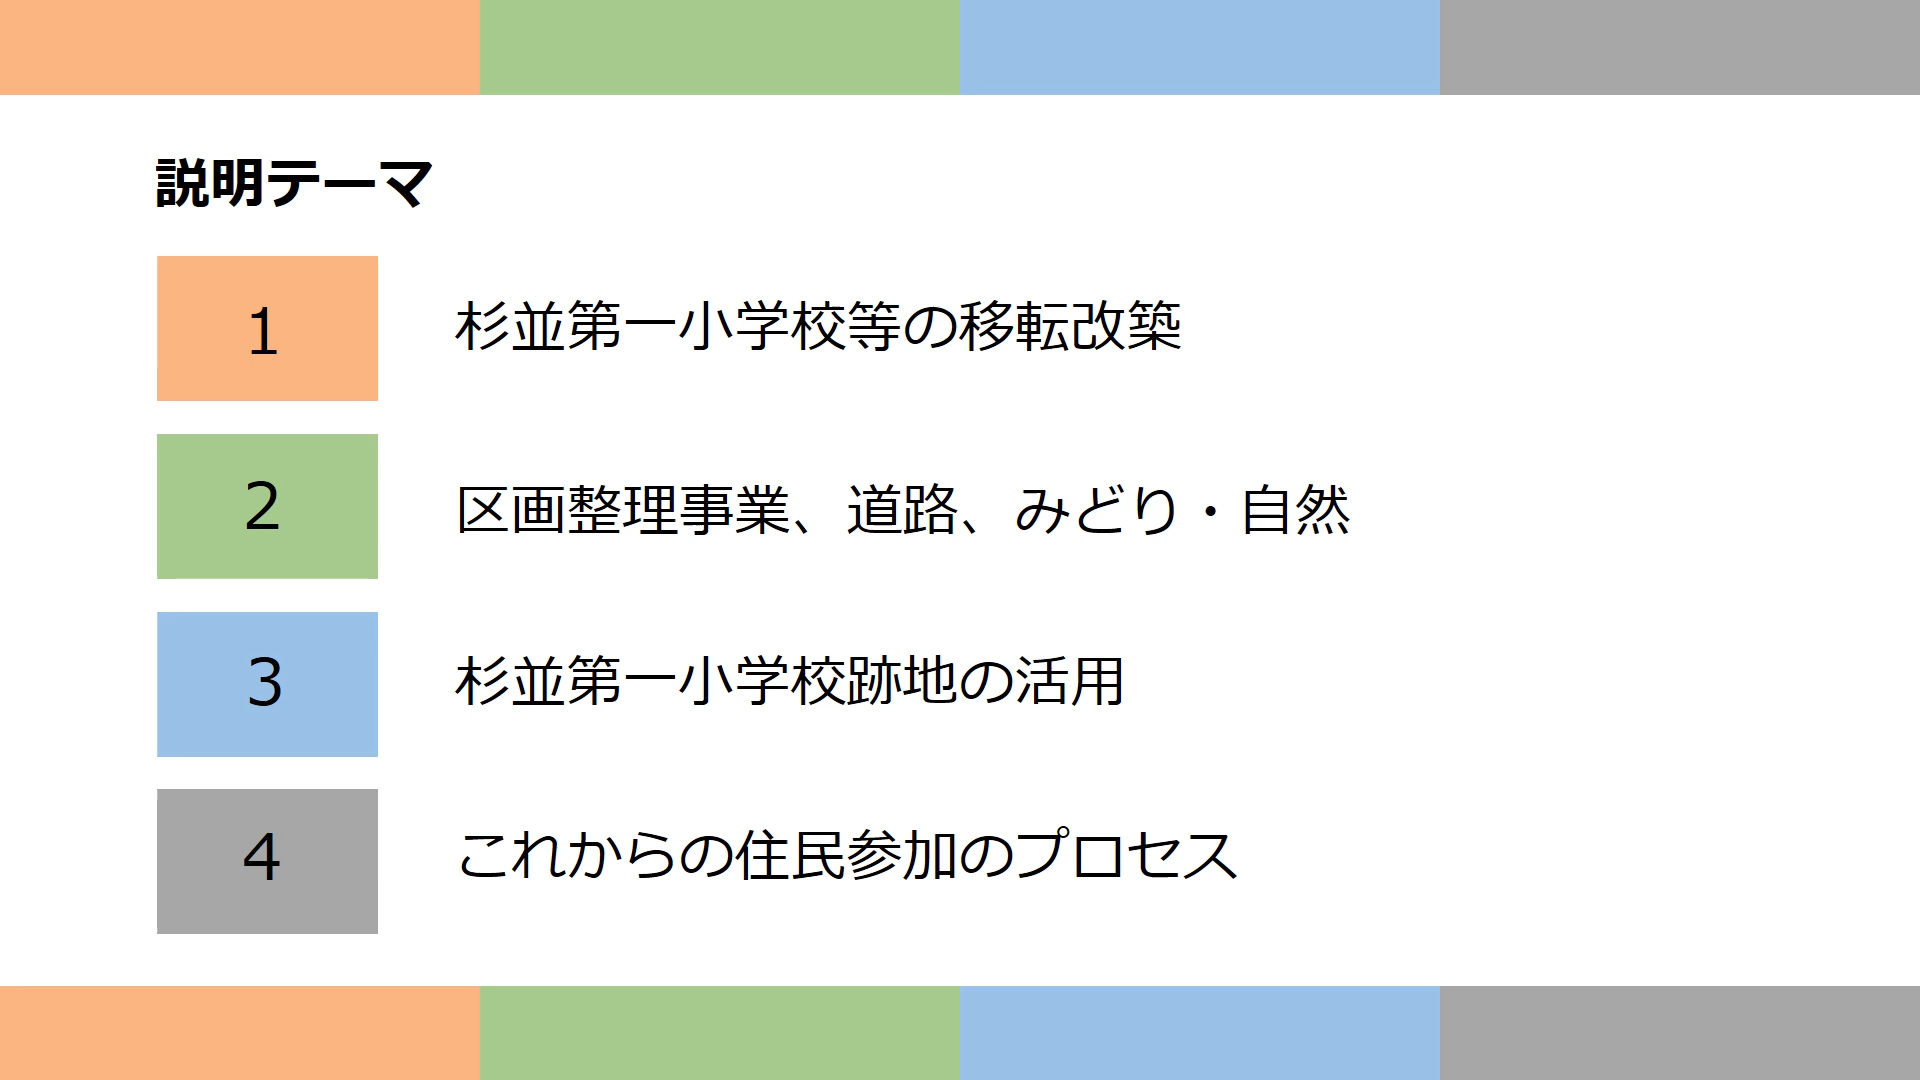 説明テーマ
1 杉並第一小学校等の移転改築
2 区画整理事業、道路、みどり・自然
3 杉並第一小学校跡地の活用
4 これからの住民参加のプロセス